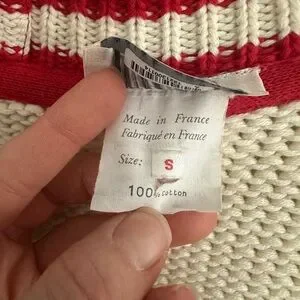 Made in France
Fabriqué en France
Size: S
100% cotton